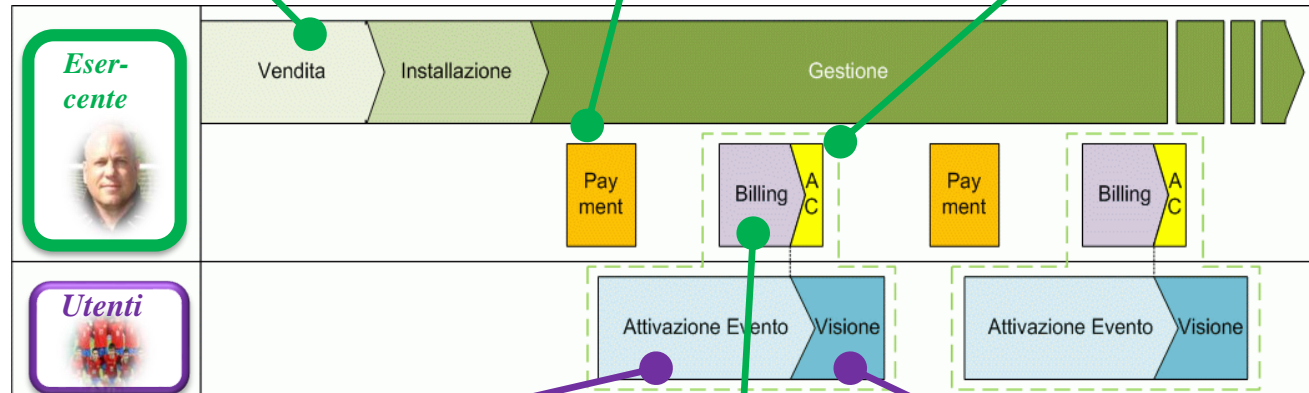 Eser-
cente
Vendita
Installazione
Gestione
Pay
ment
Billing
A
C
Pay
ment
Billing
A
C
Utenti
Attivazione Evento
Visione
Attivazione Evento
Visione